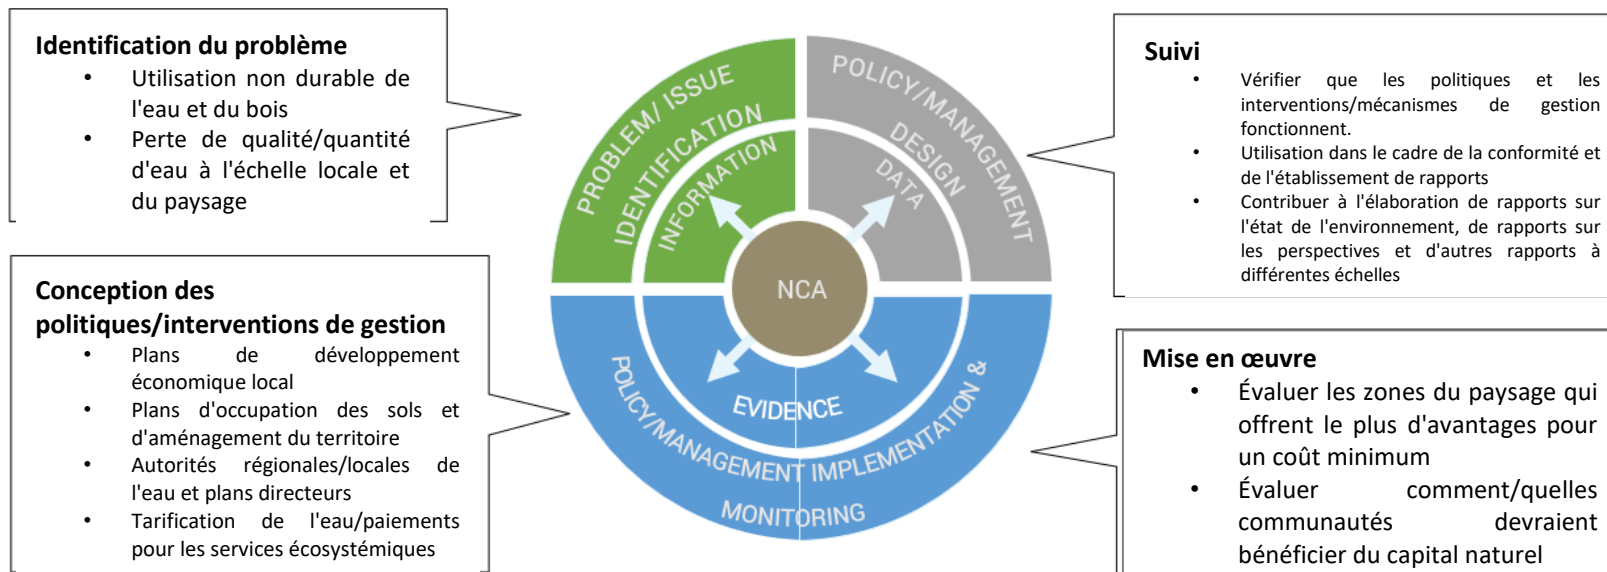 Identification du problème
• Utilisation non durable de
l'eau et du bois
• Perte de qualité/quantité
d'eau à l'échelle locale et
du paysage
Conception des
politiques/interventions de gestion
• Plans de développement
économique local
• Plans d'occupation des sols et
d'aménagement du territoire
• Autorités régionales/locales de
l'eau et plans directeurs
• Tarification de l'eau/paiements
pour les services écosystémiques
PROBLEM/ ISSUE
IDENTIFICATION
INFORMATION
POLICY/MANAGEMENT
DESIGN
DATA
NCA
EVIDENCE
POLICY/MANAGEMENT IMPLEMENTATION &
MONITORING
Suivi
• Vérifier que les politiques et les
interventions/mécanismes de gestion
fonctionnent.
• Utilisation dans le cadre de la conformité et
de l'établissement de rapports
• Contribuer à l'élaboration de rapports sur
l'état de l'environnement, de rapports sur
les perspectives et d'autres rapports à
différentes échelles
Mise en œuvre
• Évaluer les zones du paysage qui
offrent le plus d'avantages pour
un coût minimum
• Évaluer comment/quelles
communautés devraient
bénéficier du capital naturel